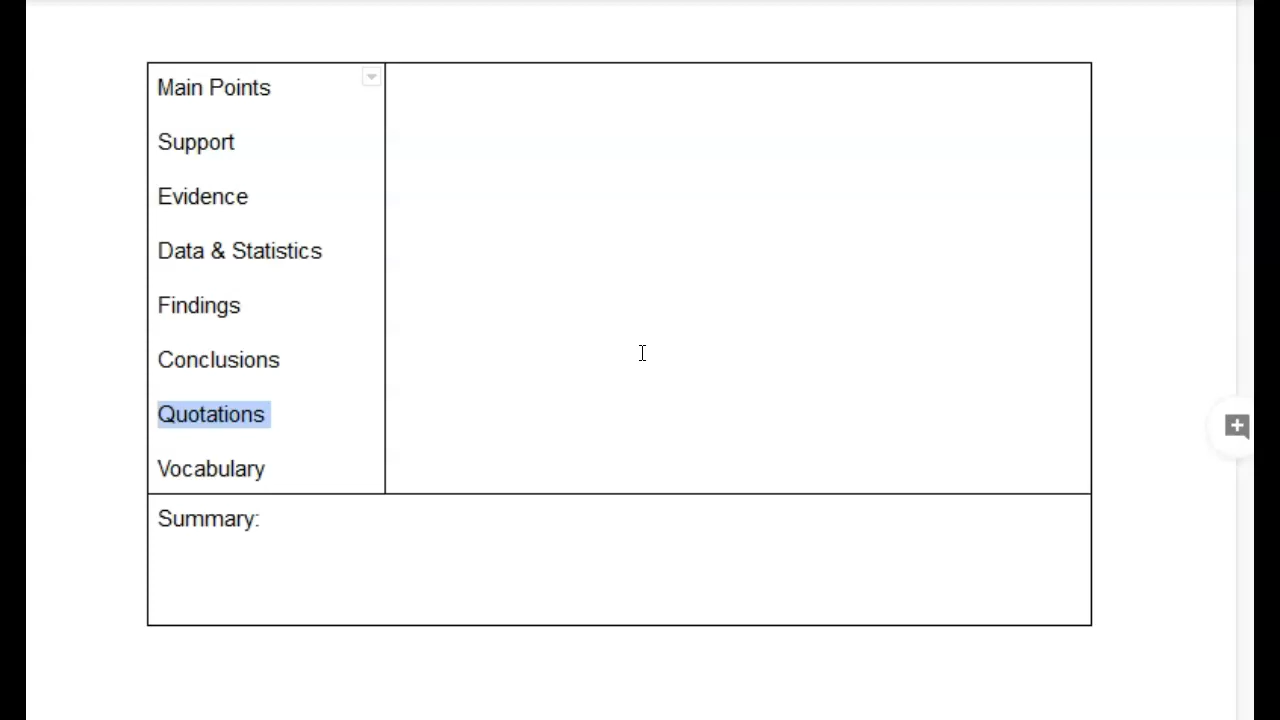 Main Points
Support
Evidence
Data & Statistics
Findings
Conclusions
Quotations
Vocabulary
Summary: